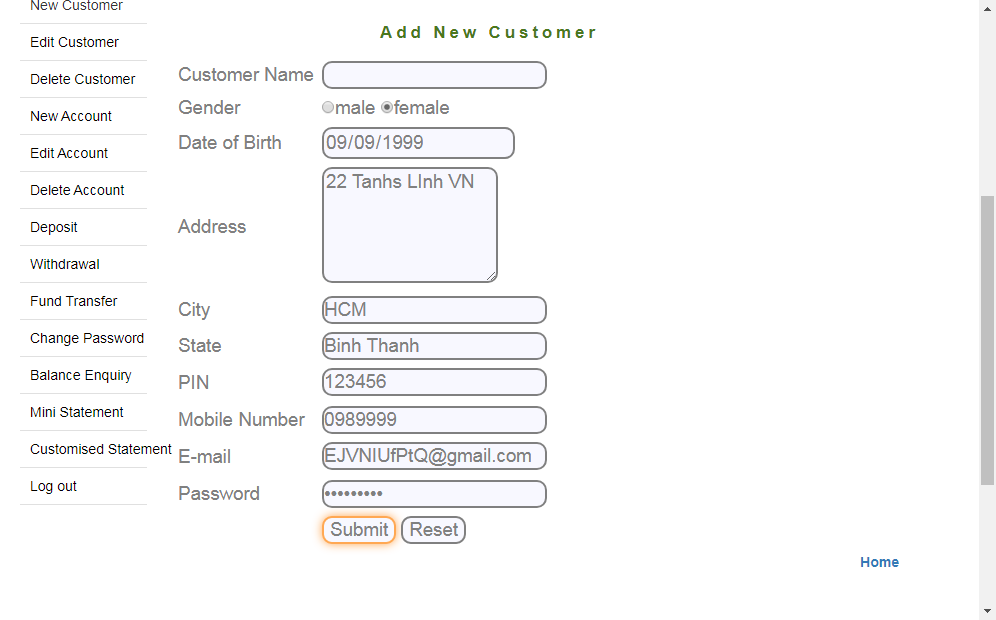 New Customer
Edit Customer
Delete Customer
New Account
Edit Account
Delete Account
Deposit
Withdrawal
Fund Transfer
Change Password
Balance Enquiry
Mini Statement
Customised Statement
Log out
Add New Customer
Customer Name
Gender male female
Date of Birth 09/09/1999
Address 22 Tanhs LInh VN
City HCM
State Binh Thanh
PIN 123456
Mobile Number 0989999
E-mail EJVNIUfPtQ@gmail.com
Password •••••••••
Submit Reset
Home